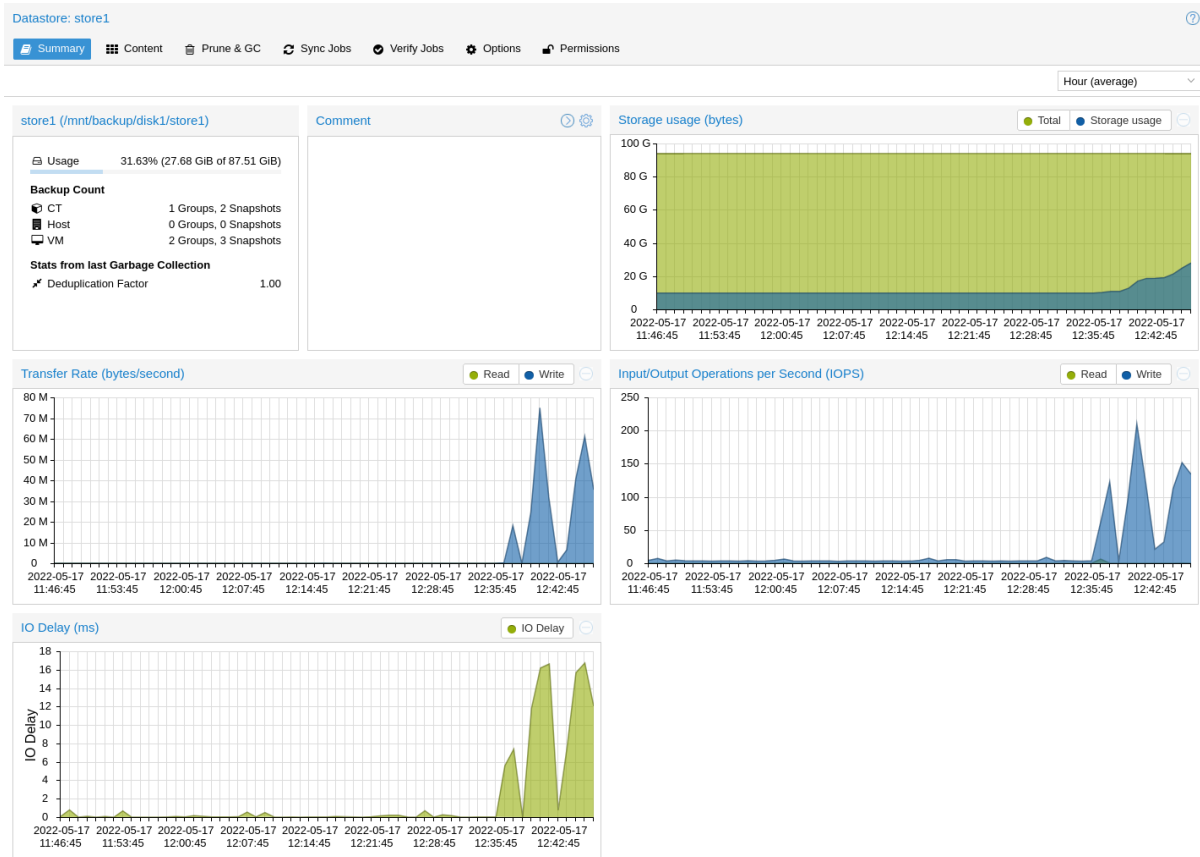 Datastore: store1
Summary Content Prune & GC Sync Jobs Verify Jobs Options Permissions
Hour (average)
store1 (/mnt/backup/disk1/store1)
Usage 31.63% (27.68 GiB of 87.51 GiB)
Backup Count
CT 1 Groups, 2 Snapshots
Host 0 Groups, 0 Snapshots
VM 2 Groups, 3 Snapshots
Stats from last Garbage Collection
Deduplication Factor 1.00
Comment
Storage usage (bytes) Total Storage usage
100 G
80 G
60 G
40 G
20 G
0
2022-05-17 2022-05-17 2022-05-17 2022-05-17 2022-05-17 2022-05-17 2022-05-17 2022-05-17 2022-05-17
11:46:45 11:53:45 12:00:45 12:07:45 12:14:45 12:21:45 12:28:45 12:35:45 12:42:45
Transfer Rate (bytes/second) Read Write
80 M
70 M
60 M
50 M
40 M
30 M
20 M
10 M
0
2022-05-17 2022-05-17 2022-05-17 2022-05-17 2022-05-17 2022-05-17 2022-05-17 2022-05-17 2022-05-17
11:46:45 11:53:45 12:00:45 12:07:45 12:14:45 12:21:45 12:28:45 12:35:45 12:42:45
Input/Output Operations per Second (IOPS) Read Write
250
200
150
100
50
0
2022-05-17 2022-05-17 2022-05-17 2022-05-17 2022-05-17 2022-05-17 2022-05-17 2022-05-17 2022-05-17
11:46:45 11:53:45 12:00:45 12:07:45 12:14:45 12:21:45 12:28:45 12:35:45 12:42:45
IO Delay (ms) IO Delay
IO Delay
18
16
14
12
10
8
6
4
2
0
2022-05-17 2022-05-17 2022-05-17 2022-05-17 2022-05-17 2022-05-17 2022-05-17 2022-05-17 2022-05-17
11:46:45 11:53:45 12:00:45 12:07:45 12:14:45 12:21:45 12:28:45 12:35:45 12:42:45